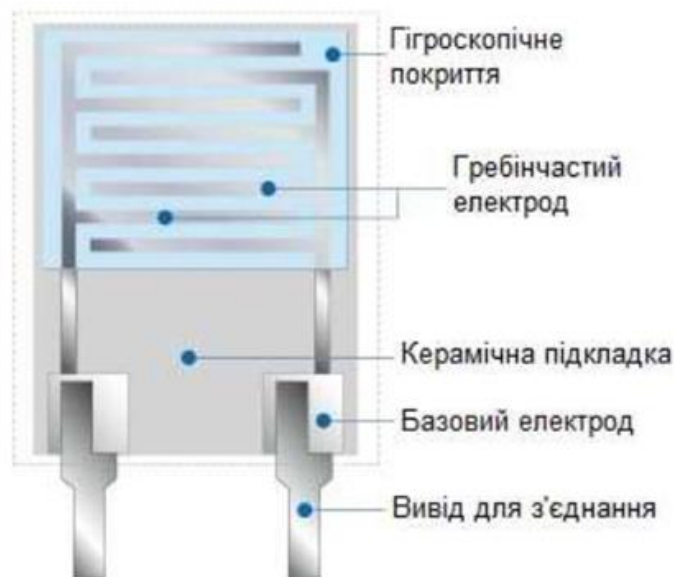 Гігроскопічне
покриття
Гребінчастий
електрод
Керамічна підкладка
Базовий електрод
Вивід для з'єднання